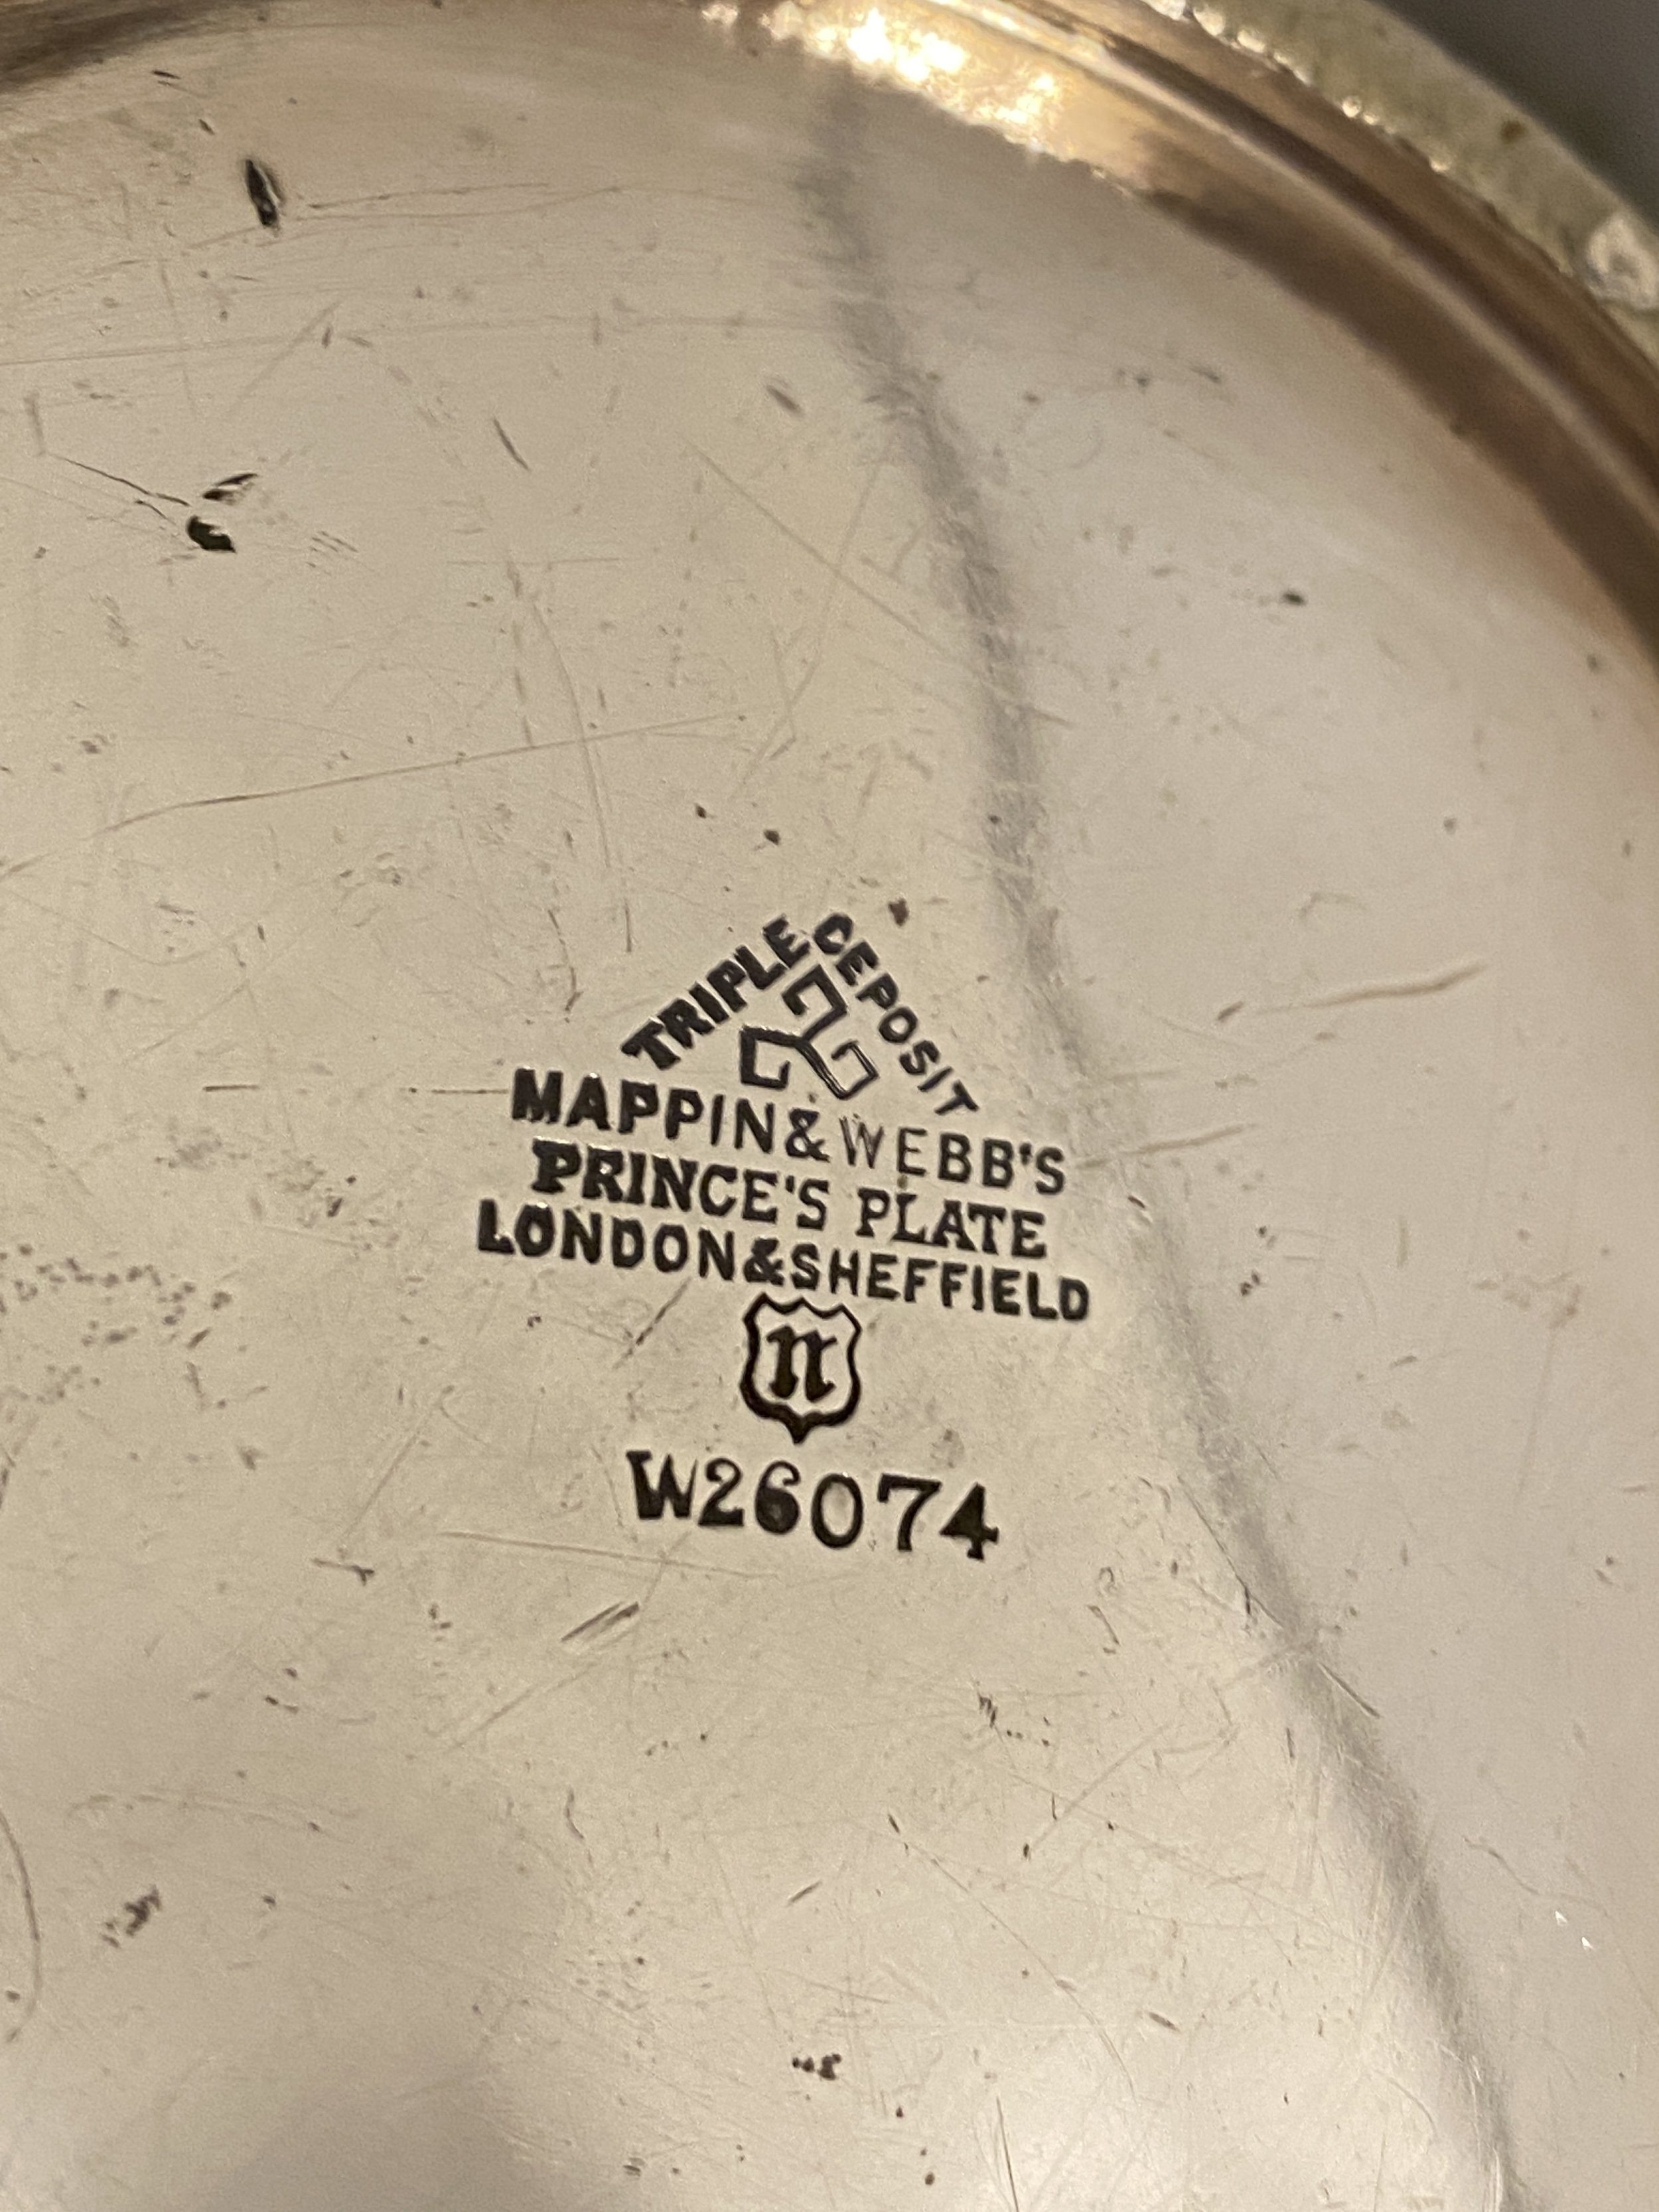 TRIPLE DEPOSIT
MAPPIN & WEBB'S
PRINCE'S PLATE
LONDON & SHEFFIELD
n
W26074